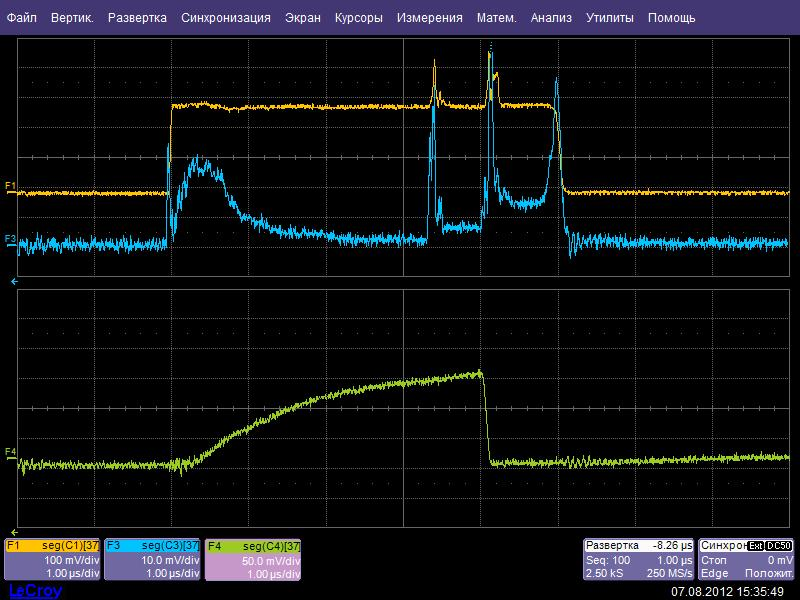 Файл Вертик. Развертка Синхронизация Экран Курсоры Измерения Матем. Анализ Утилиты Помощь
F1
F3
F4
F1 seg(C1)[37]
100 mV/div
1.00 µs/div
F3 seg(C3)[37]
10.0 mV/div
1.00 µs/div
F4 seg(C4)[37]
50.0 mV/div
1.00 µs/div
Развертка -8.26 µs
Seq: 100 1.00 µs
2.50 kS 250 MS/s
Синхрон Ext DC50
Стоп 0 mV
Edge Положит.
LeCroy
07.08.2012 15:35:49